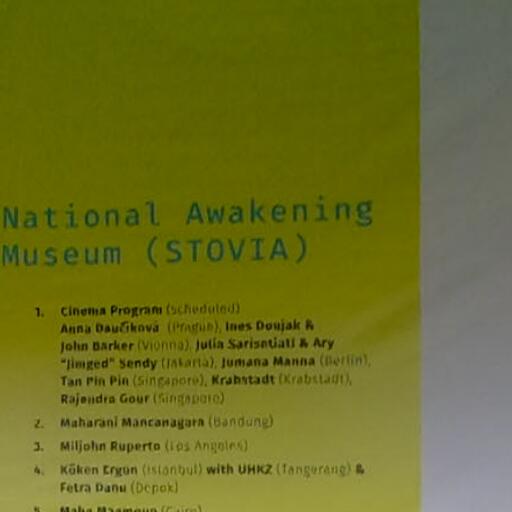 National Awakening
Museum (STOVIA)
1. Cinema Program (scheduled)
Anna Daučíková (Prague), Ines Doujak &
John Barker (Vienna), Julia Sarisetiati & Ary
"Jimged" Sendy (Jakarta), Jumana Manna (Berlin),
Tan Pin Pin (Singapore), Krabstadt (Krabstadt),
Rajendra Gour (Singapore)
2. Maharani Mancanagara (Bandung)
3. Miljohn Ruperto (Los Angeles)
4. Köken Ergun (Istanbul) with UHKZ (Tangerang) &
Fetra Danu (Depok)
5. Maha Maamoun (Cairo)